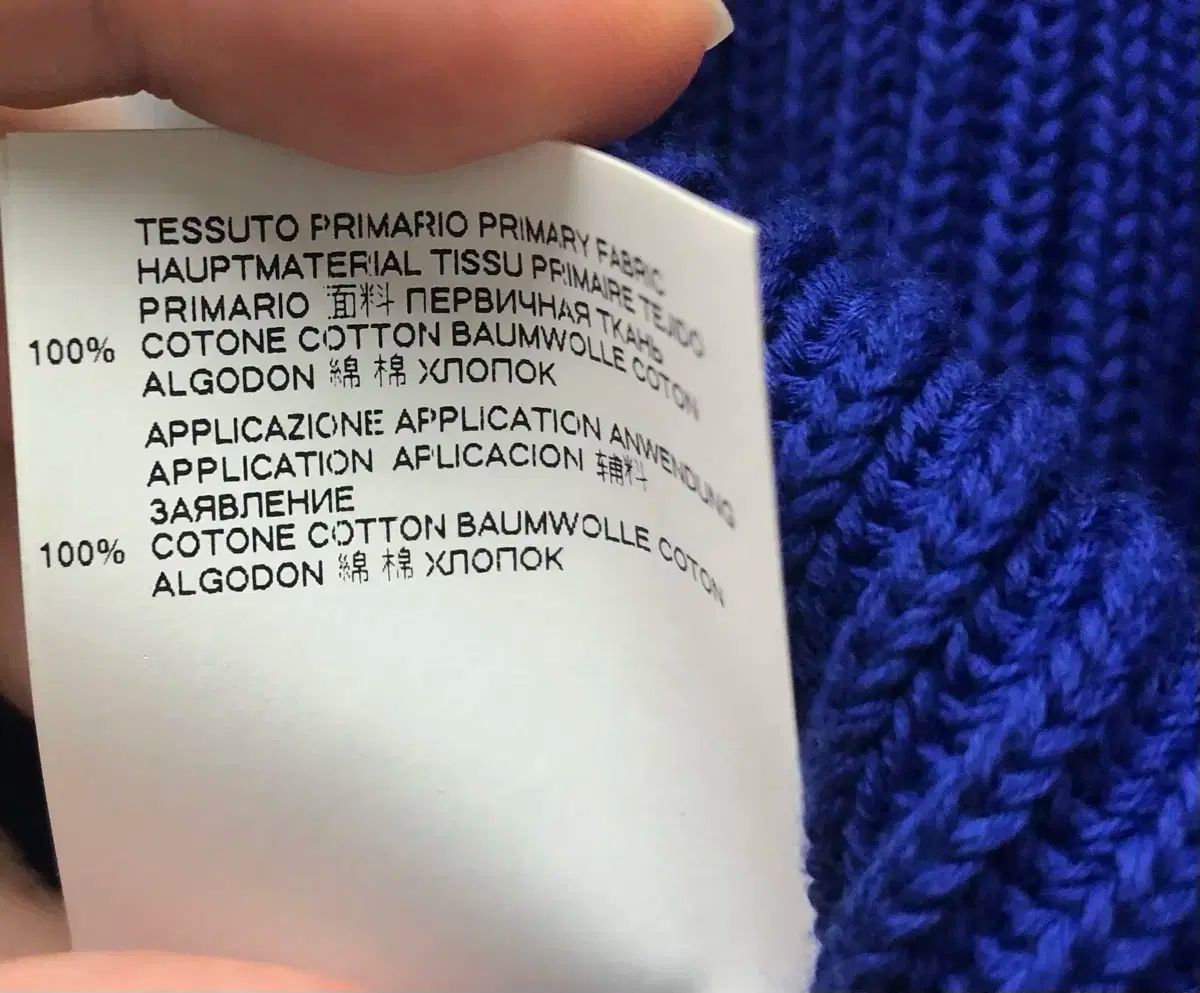 TESSUTO PRIMARIO PRIMARY FABRIC
HAUPTMATERIAL TISSU PRIMAIRE TEJIDO
PRIMARIO 面料 ПЕРВИЧНАЯ ТКАНЬ
100% COTONE COTTON BAUMWOLLE COTON
ALGODON 綿 棉 ХЛОПОК
APPLICAZIONE APPLICATION ANWENDUNG
APPLICATION APLICACION 辅料
ЗАЯВЛЕНИЕ
100% COTONE COTTON BAUMWOLLE COTON
ALGODON 綿 棉 ХЛОПОК